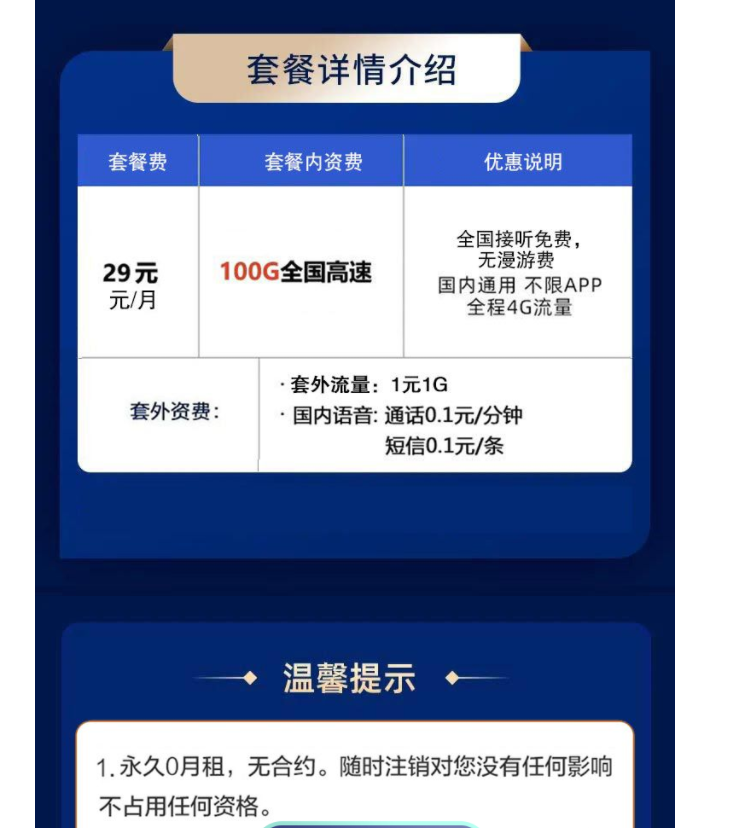 套餐详情介绍
套餐费 套餐内资费 优惠说明
29元
元/月
100G全国高速
全国接听免费，
无漫游费
国内通用 不限APP
全程4G流量
套外资费：
·套外流量：1元1G
·国内语音: 通话0.1元/分钟
短信0.1元/条
温馨提示
1.永久0月租，无合约。随时注销对您没有任何影响
不占用任何资格。